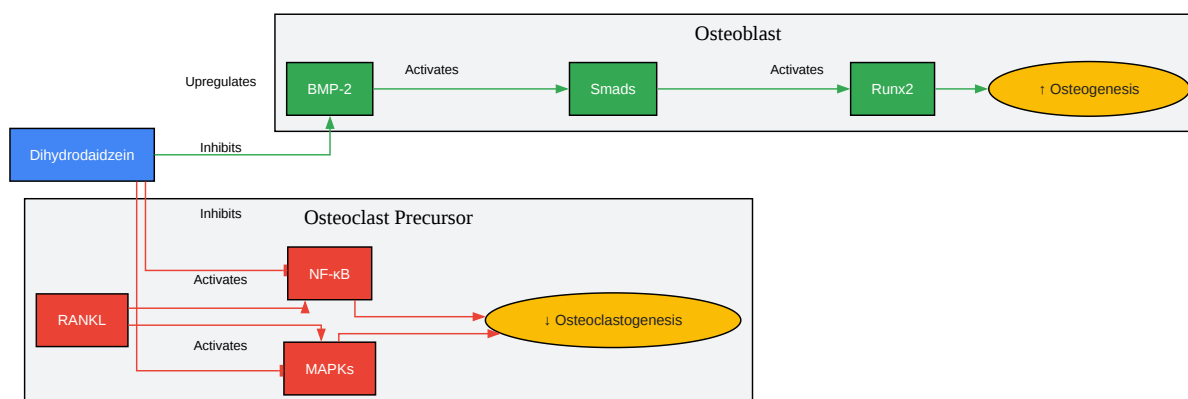 Osteoblast
Upregulates
BMP-2
Activates
Smads
Activates
Runx2
↑ Osteogenesis
Dihydrodaidzein
Inhibits
Inhibits
Osteoclast Precursor
NF-κB
Activates
RANKL
↓ Osteoclastogenesis
Activates
MAPKs